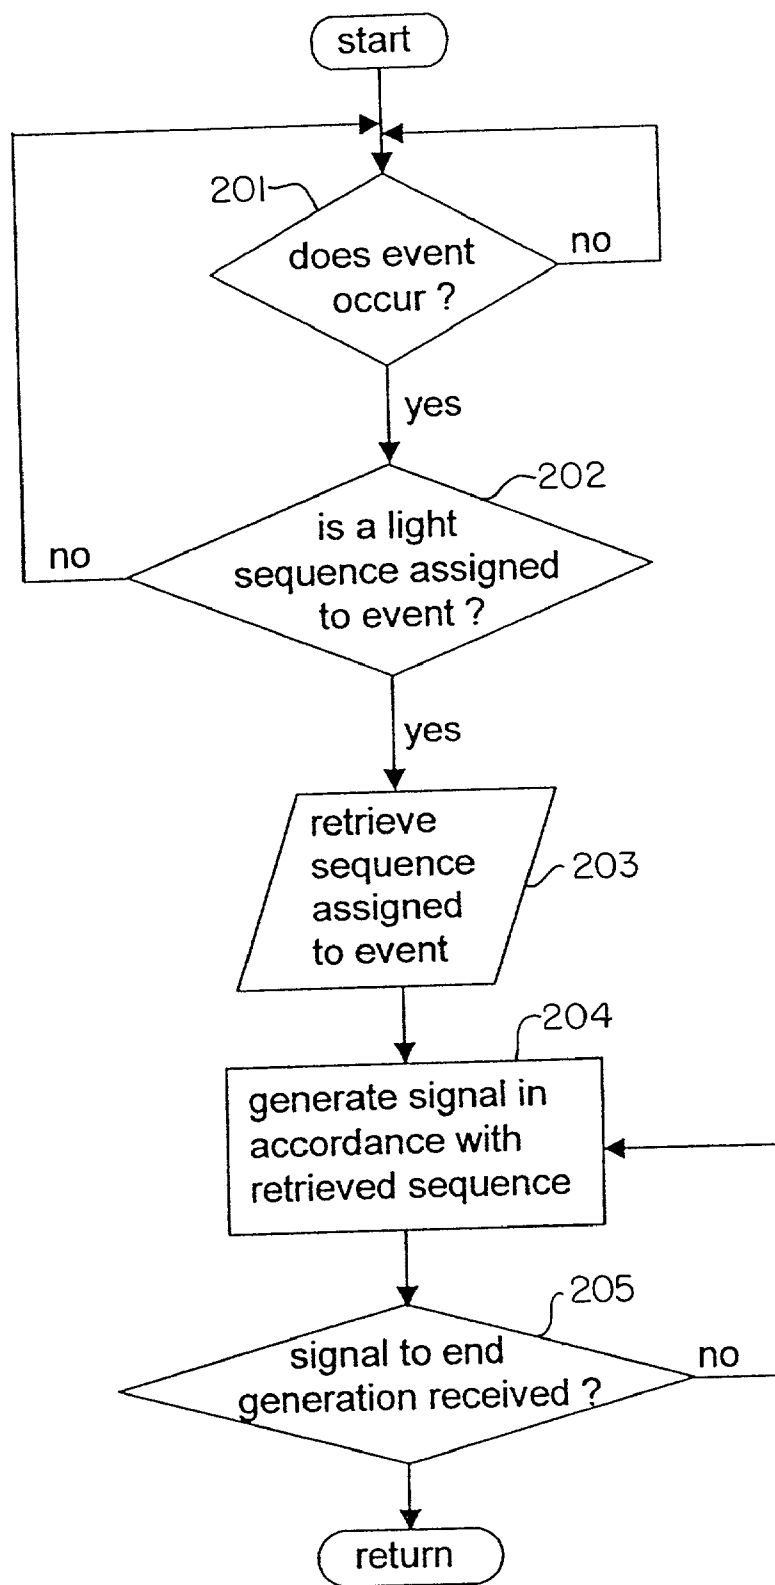 start
201
does event
occur ?
no
yes
202
is a light
sequence assigned
to event ?
no
yes
retrieve
sequence
assigned
to event
203
204
generate signal in
accordance with
retrieved sequence
205
signal to end
generation received ?
no
return